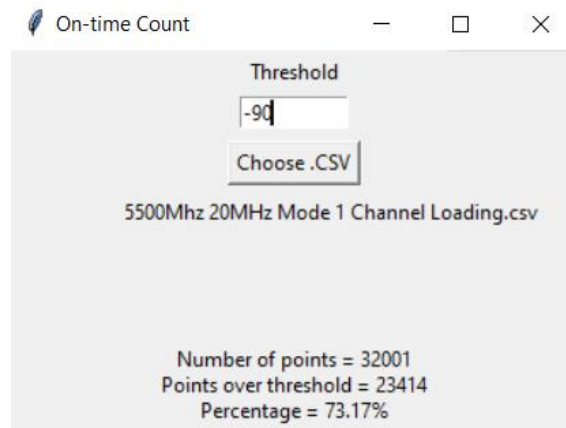 On-time Count
Threshold
-90
Choose .CSV
5500Mhz 20MHz Mode 1 Channel Loading.csv
Number of points = 32001
Points over threshold = 23414
Percentage = 73.17%